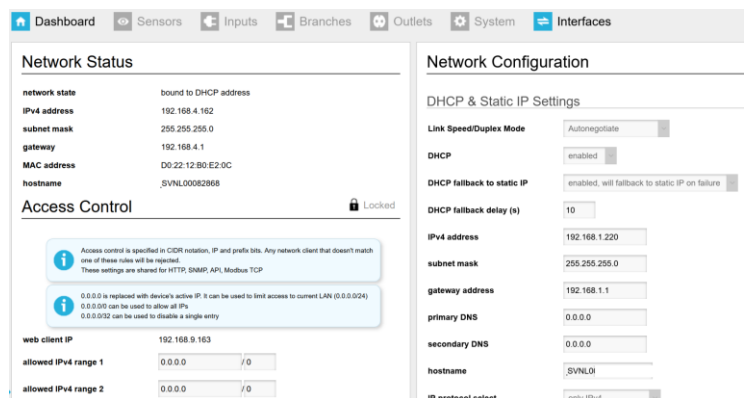 Dashboard Sensors Inputs Branches Outlets System Interfaces
Network Status
network state bound to DHCP address
IPv4 address 192.168.4.162
subnet mask 255.255.255.0
gateway 192.168.4.1
MAC address D0:22:12:B0:E2:0C
hostname SVNL00082868
Access Control Locked
Access control is specified in CIDR notation, IP and prefix bits. Any network client that doesn't match
one of these rules will be rejected.
These settings are shared for HTTP, SNMP, API, Modbus TCP
0.0.0.0 is replaced with device's active IP. It can be used to limit access to current LAN (0.0.0.0/24)
0.0.0.0/0 can be used to allow all IPs
0.0.0.0/32 can be used to disable a single entry
web client IP 192.168.9.163
allowed IPv4 range 1 0.0.0.0 / 0
allowed IPv4 range 2 0.0.0.0 / 0
Network Configuration
DHCP & Static IP Settings
Link Speed/Duplex Mode Autonegotiate
DHCP enabled
DHCP fallback to static IP enabled, will fallback to static IP on failure
DHCP fallback delay (s) 10
IPv4 address 192.168.1.220
subnet mask 255.255.255.0
gateway address 192.168.1.1
primary DNS 0.0.0.0
secondary DNS 0.0.0.0
hostname SVNL0
IP protocol select only IPv4